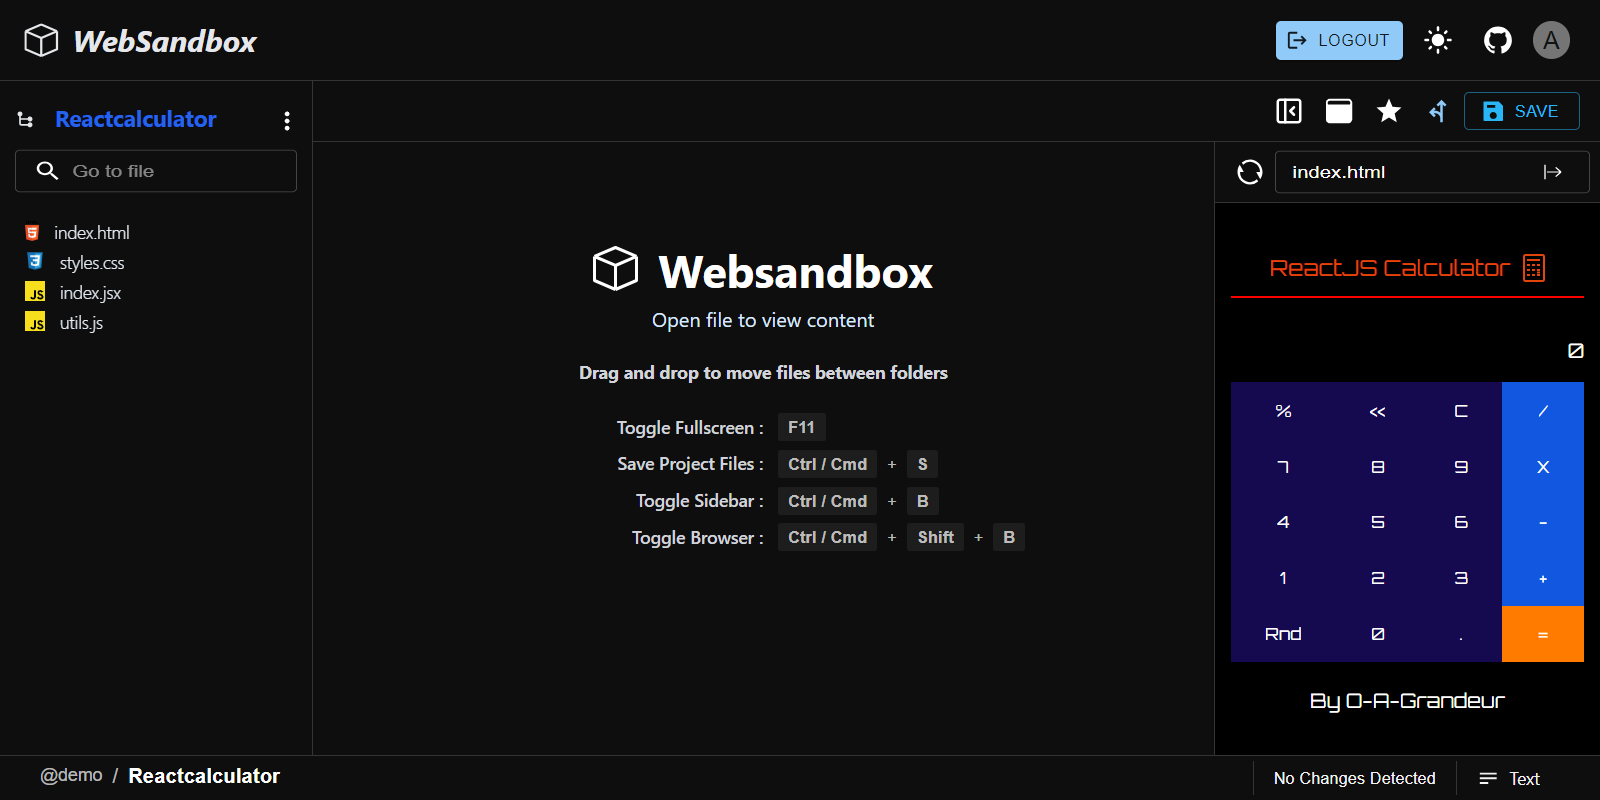 WebSandbox
LOGOUT
A
Reactcalculator
SAVE
Go to file
index.html
index.html
styles.css
index.jsx
utils.js
Websandbox
Open file to view content
Drag and drop to move files between folders
Toggle Fullscreen : F11
Save Project Files : Ctrl / Cmd + S
Toggle Sidebar : Ctrl / Cmd + B
Toggle Browser : Ctrl / Cmd + Shift + B
ReactJS Calculator
0
% << C /
7 8 9 X
4 5 6 -
1 2 3 +
Rnd 0 . =
By O-A-Grandeur
@demo / Reactcalculator
No Changes Detected
Text